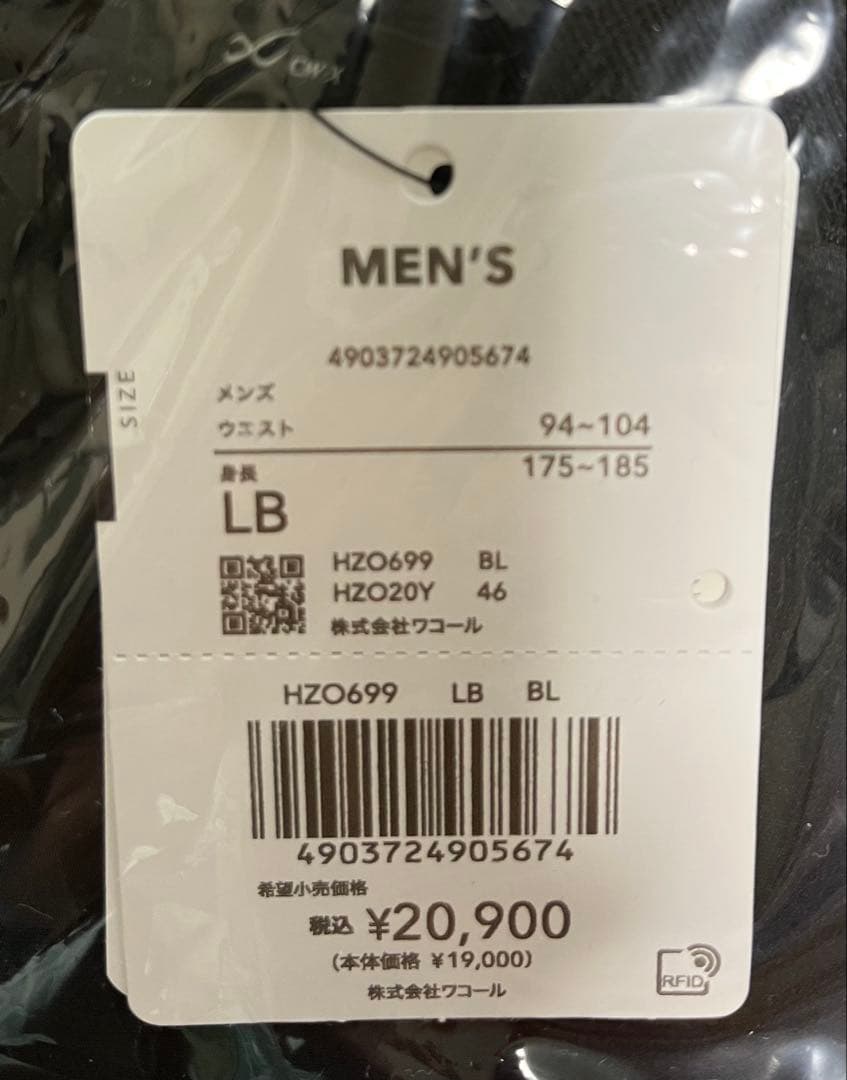 CW-X
MEN'S
4903724905674
SIZE
メンズ
ウエスト 94~104
身長 175~185
LB
HZO699 BL
HZO20Y 46
株式会社ワコール
HZO699 LB BL
4903724905674
希望小売価格
税込 ¥20,900
(本体価格 ¥19,000)
株式会社ワコール
RFID